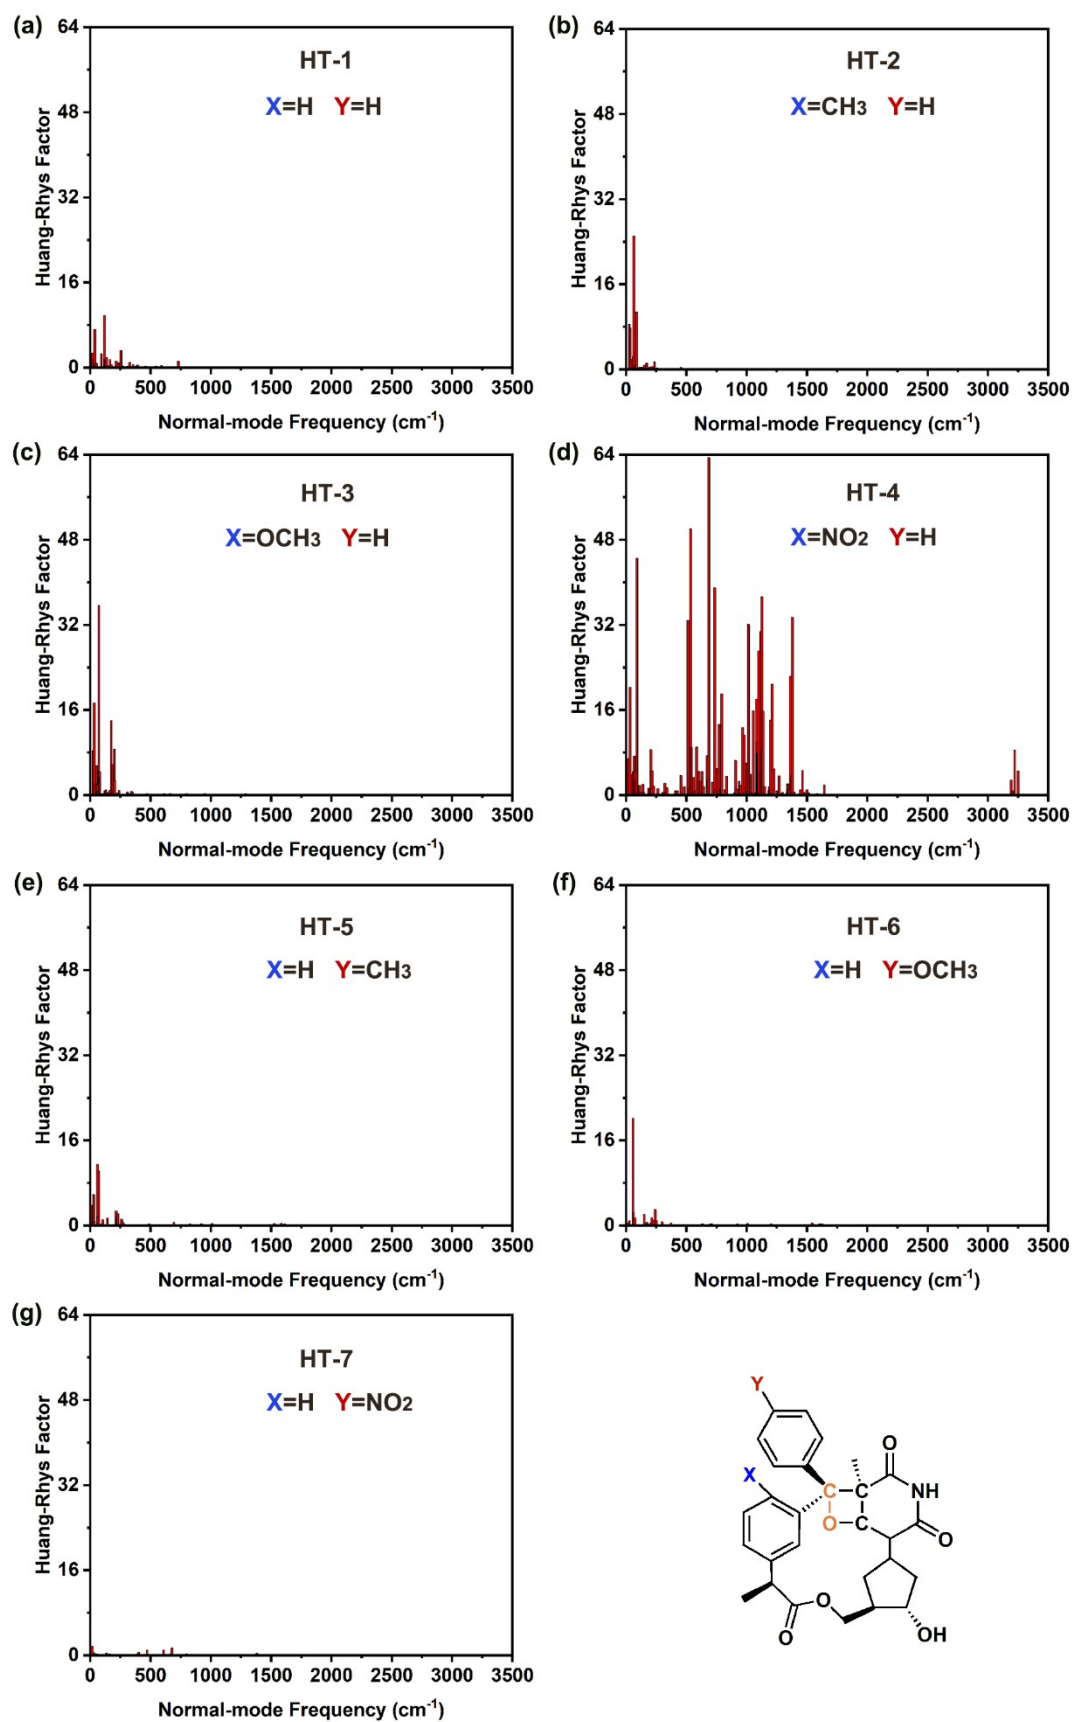 (a)
64
48
32
16
0
Huang-Rhys Factor
HT-1
X=H Y=H
0 500 1000 1500 2000 2500 3000 3500
Normal-mode Frequency (cm-1)
(b)
64
48
32
16
0
Huang-Rhys Factor
HT-2
X=CH3 Y=H
0 500 1000 1500 2000 2500 3000 3500
Normal-mode Frequency (cm-1)
(c)
64
48
32
16
0
Huang-Rhys Factor
HT-3
X=OCH3 Y=H
0 500 1000 1500 2000 2500 3000 3500
Normal-mode Frequency (cm-1)
(d)
64
48
32
16
0
Huang-Rhys Factor
HT-4
X=NO2 Y=H
0 500 1000 1500 2000 2500 3000 3500
Normal-mode Frequency (cm-1)
(e)
64
48
32
16
0
Huang-Rhys Factor
HT-5
X=H Y=CH3
0 500 1000 1500 2000 2500 3000 3500
Normal-mode Frequency (cm-1)
(f)
64
48
32
16
0
Huang-Rhys Factor
HT-6
X=H Y=OCH3
0 500 1000 1500 2000 2500 3000 3500
Normal-mode Frequency (cm-1)
(g)
64
48
32
16
0
Huang-Rhys Factor
HT-7
X=H Y=NO2
0 500 1000 1500 2000 2500 3000 3500
Normal-mode Frequency (cm-1)
Y
O
X
C
NH
O
C
O
O
O
OH